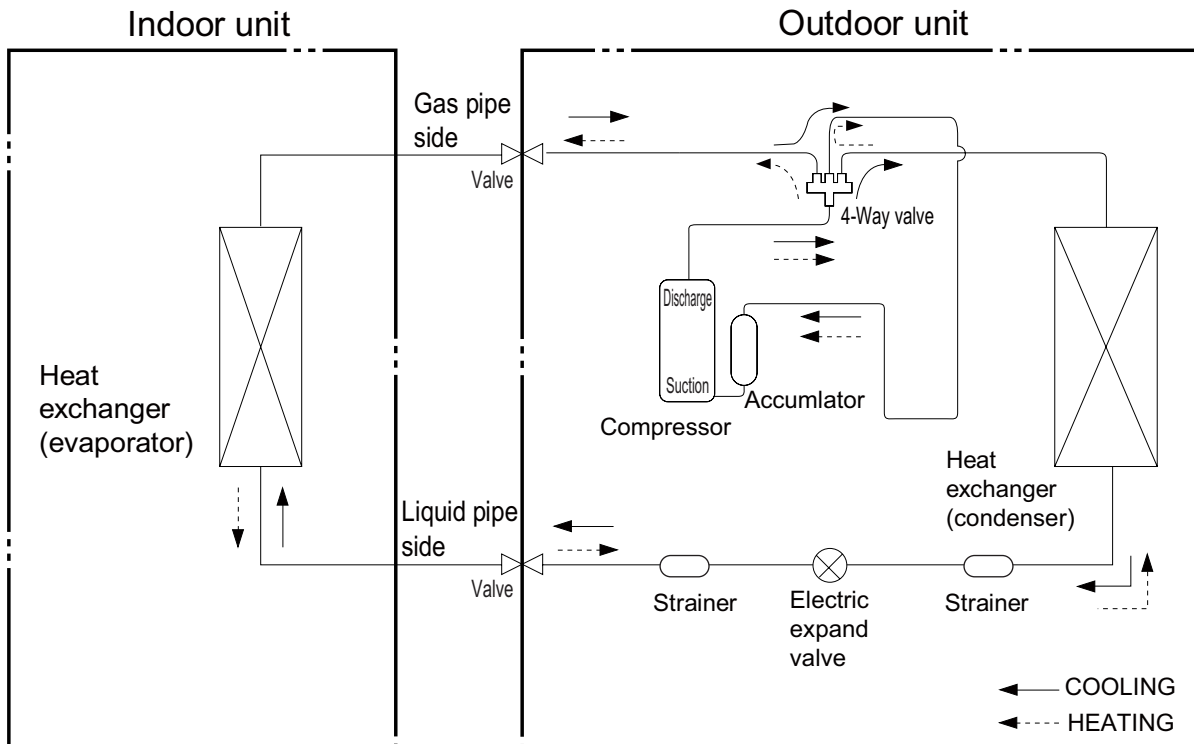 Indoor unit
Outdoor unit
Gas pipe
side
Valve
4-Way valve
Discharge
Suction
Compressor
Accumlator
Heat
exchanger
(evaporator)
Heat
exchanger
(condenser)
Liquid pipe
side
Valve
Strainer
Electric
expand
valve
Strainer
COOLING
HEATING